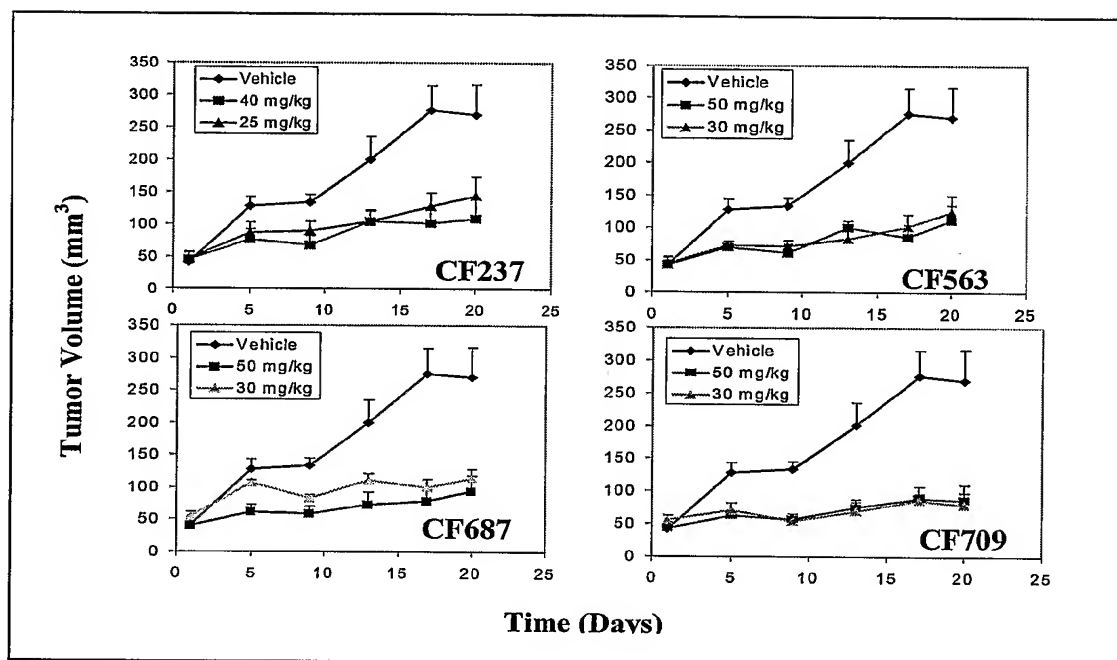 Tumor Volume (mm³)
350
300
250
200
150
100
50
0
Vehicle
40 mg/kg
25 mg/kg
CF237
0 5 10 15 20 25
350
300
250
200
150
100
50
0
Vehicle
50 mg/kg
30 mg/kg
CF563
0 5 10 15 20 25
350
300
250
200
150
100
50
0
Vehicle
50 mg/kg
30 mg/kg
CF687
0 5 10 15 20 25
350
300
250
200
150
100
50
0
Vehicle
50 mg/kg
30 mg/kg
CF709
0 5 10 15 20 25
Time (Days)